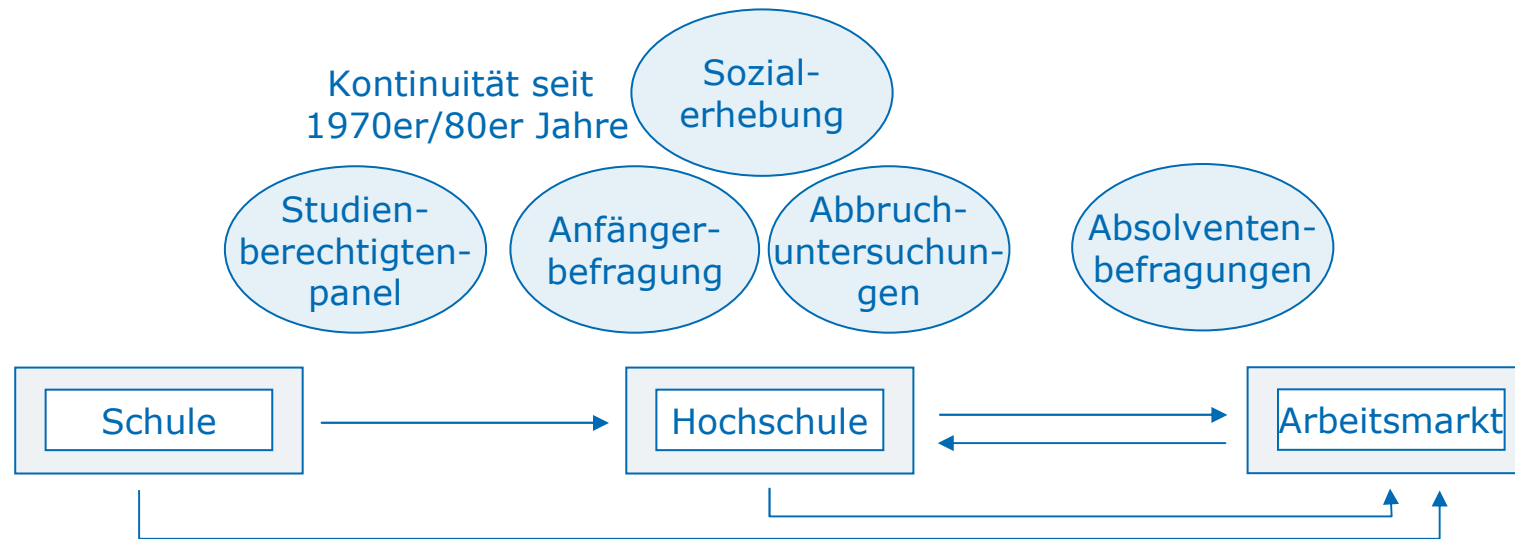 Kontinuität seit
1970er/80er Jahre
Sozial-
erhebung
Studien-
berechtigten-
panel
Anfänger-
befragung
Abbruch-
untersuchun-
gen
Absolventen-
befragungen
Schule
Hochschule
Arbeitsmarkt